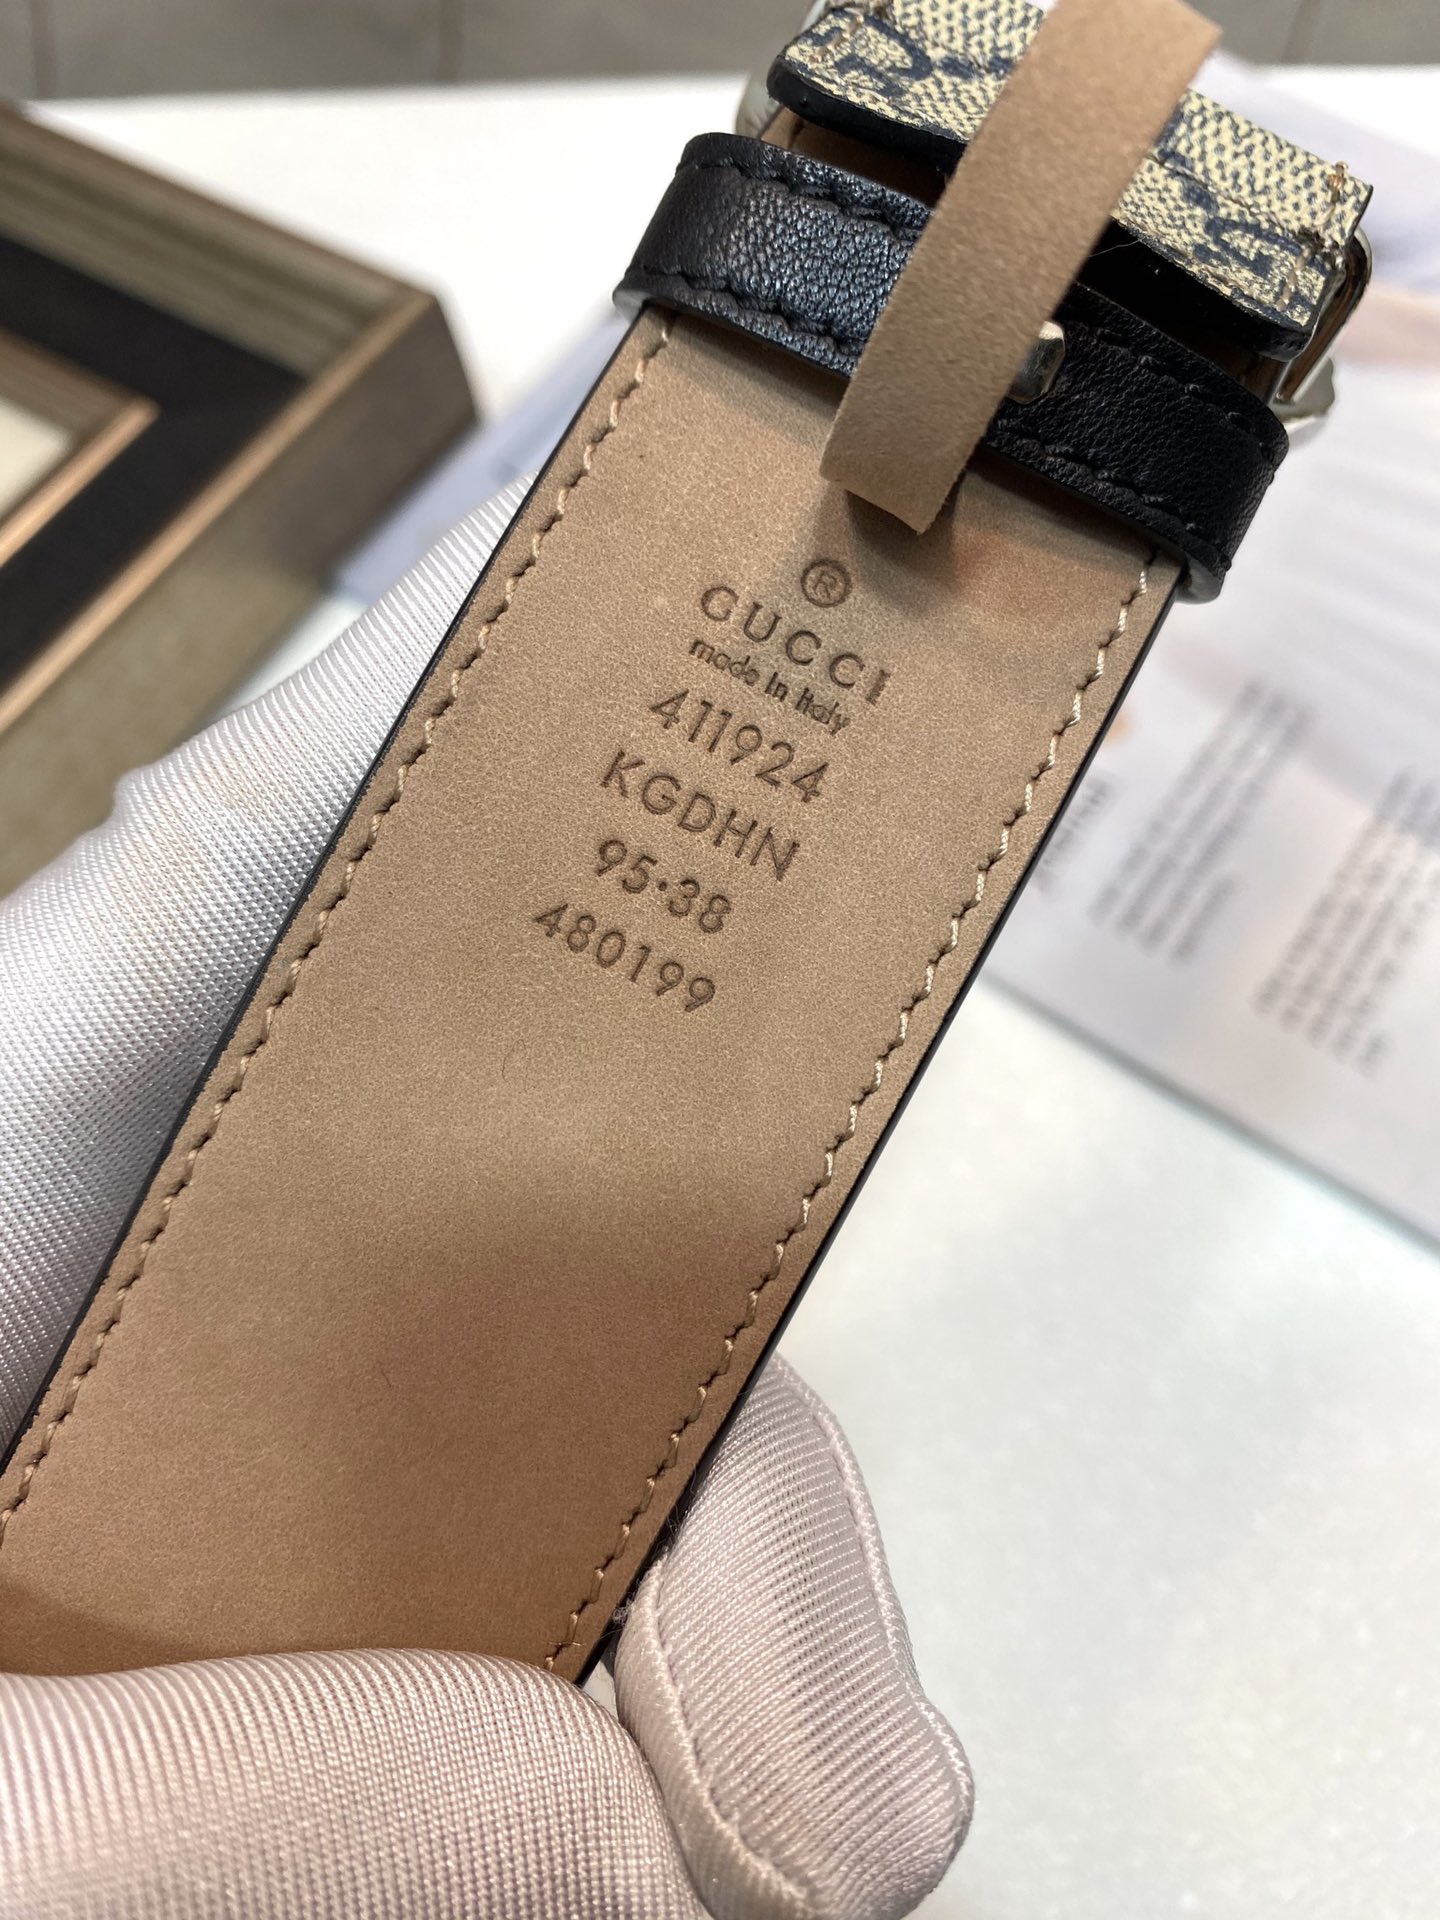 ®
GUCCI
made in Italy
411924
KGDHN
95·38
480199